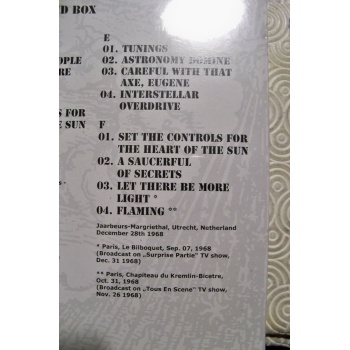 D BOX
OPLE
RE
S FOR
HE SUN
E
01. TUNINGS
02. ASTRONOMY DOMINE
03. CAREFUL WITH THAT
AXE, EUGENE
04. INTERSTELLAR
OVERDRIVE
F
01. SET THE CONTROLS FOR
THE HEART OF THE SUN
02. A SAUCERFUL
OF SECRETS
03. LET THERE BE MORE
LIGHT *
04. FLAMING **
Jaarbeurs-Margriethal, Utrecht, Netherland
December 28th 1968
* Paris, Le Bilboquet, Sep. 07, 1968
(Broadcast on „Surprise Partie" TV show,
Dec. 31 1968)
** Paris, Chapiteau du Kremlin-Bicetre,
Oct. 31, 1968
(Broadcast on „Tous En Scene" TV show,
Nov. 26 1968)